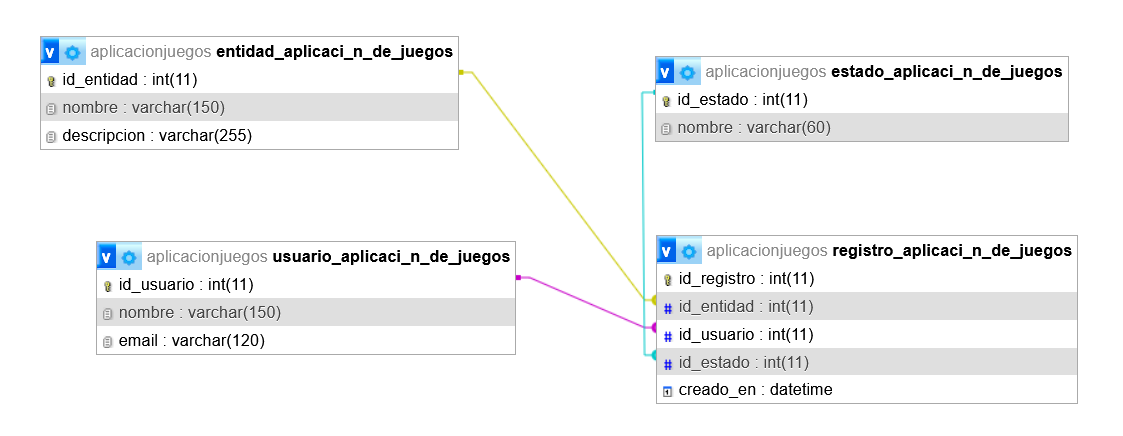 v aplicacionjuegos entidad_aplicaci_n_de_juegos
id_entidad : int(11)
nombre : varchar(150)
descripcion : varchar(255)
v aplicacionjuegos estado_aplicaci_n_de_juegos
id_estado : int(11)
nombre : varchar(60)
v aplicacionjuegos usuario_aplicaci_n_de_juegos
id_usuario : int(11)
nombre : varchar(150)
email : varchar(120)
v aplicacionjuegos registro_aplicaci_n_de_juegos
id_registro : int(11)
# id_entidad : int(11)
# id_usuario : int(11)
# id_estado : int(11)
creado_en : datetime